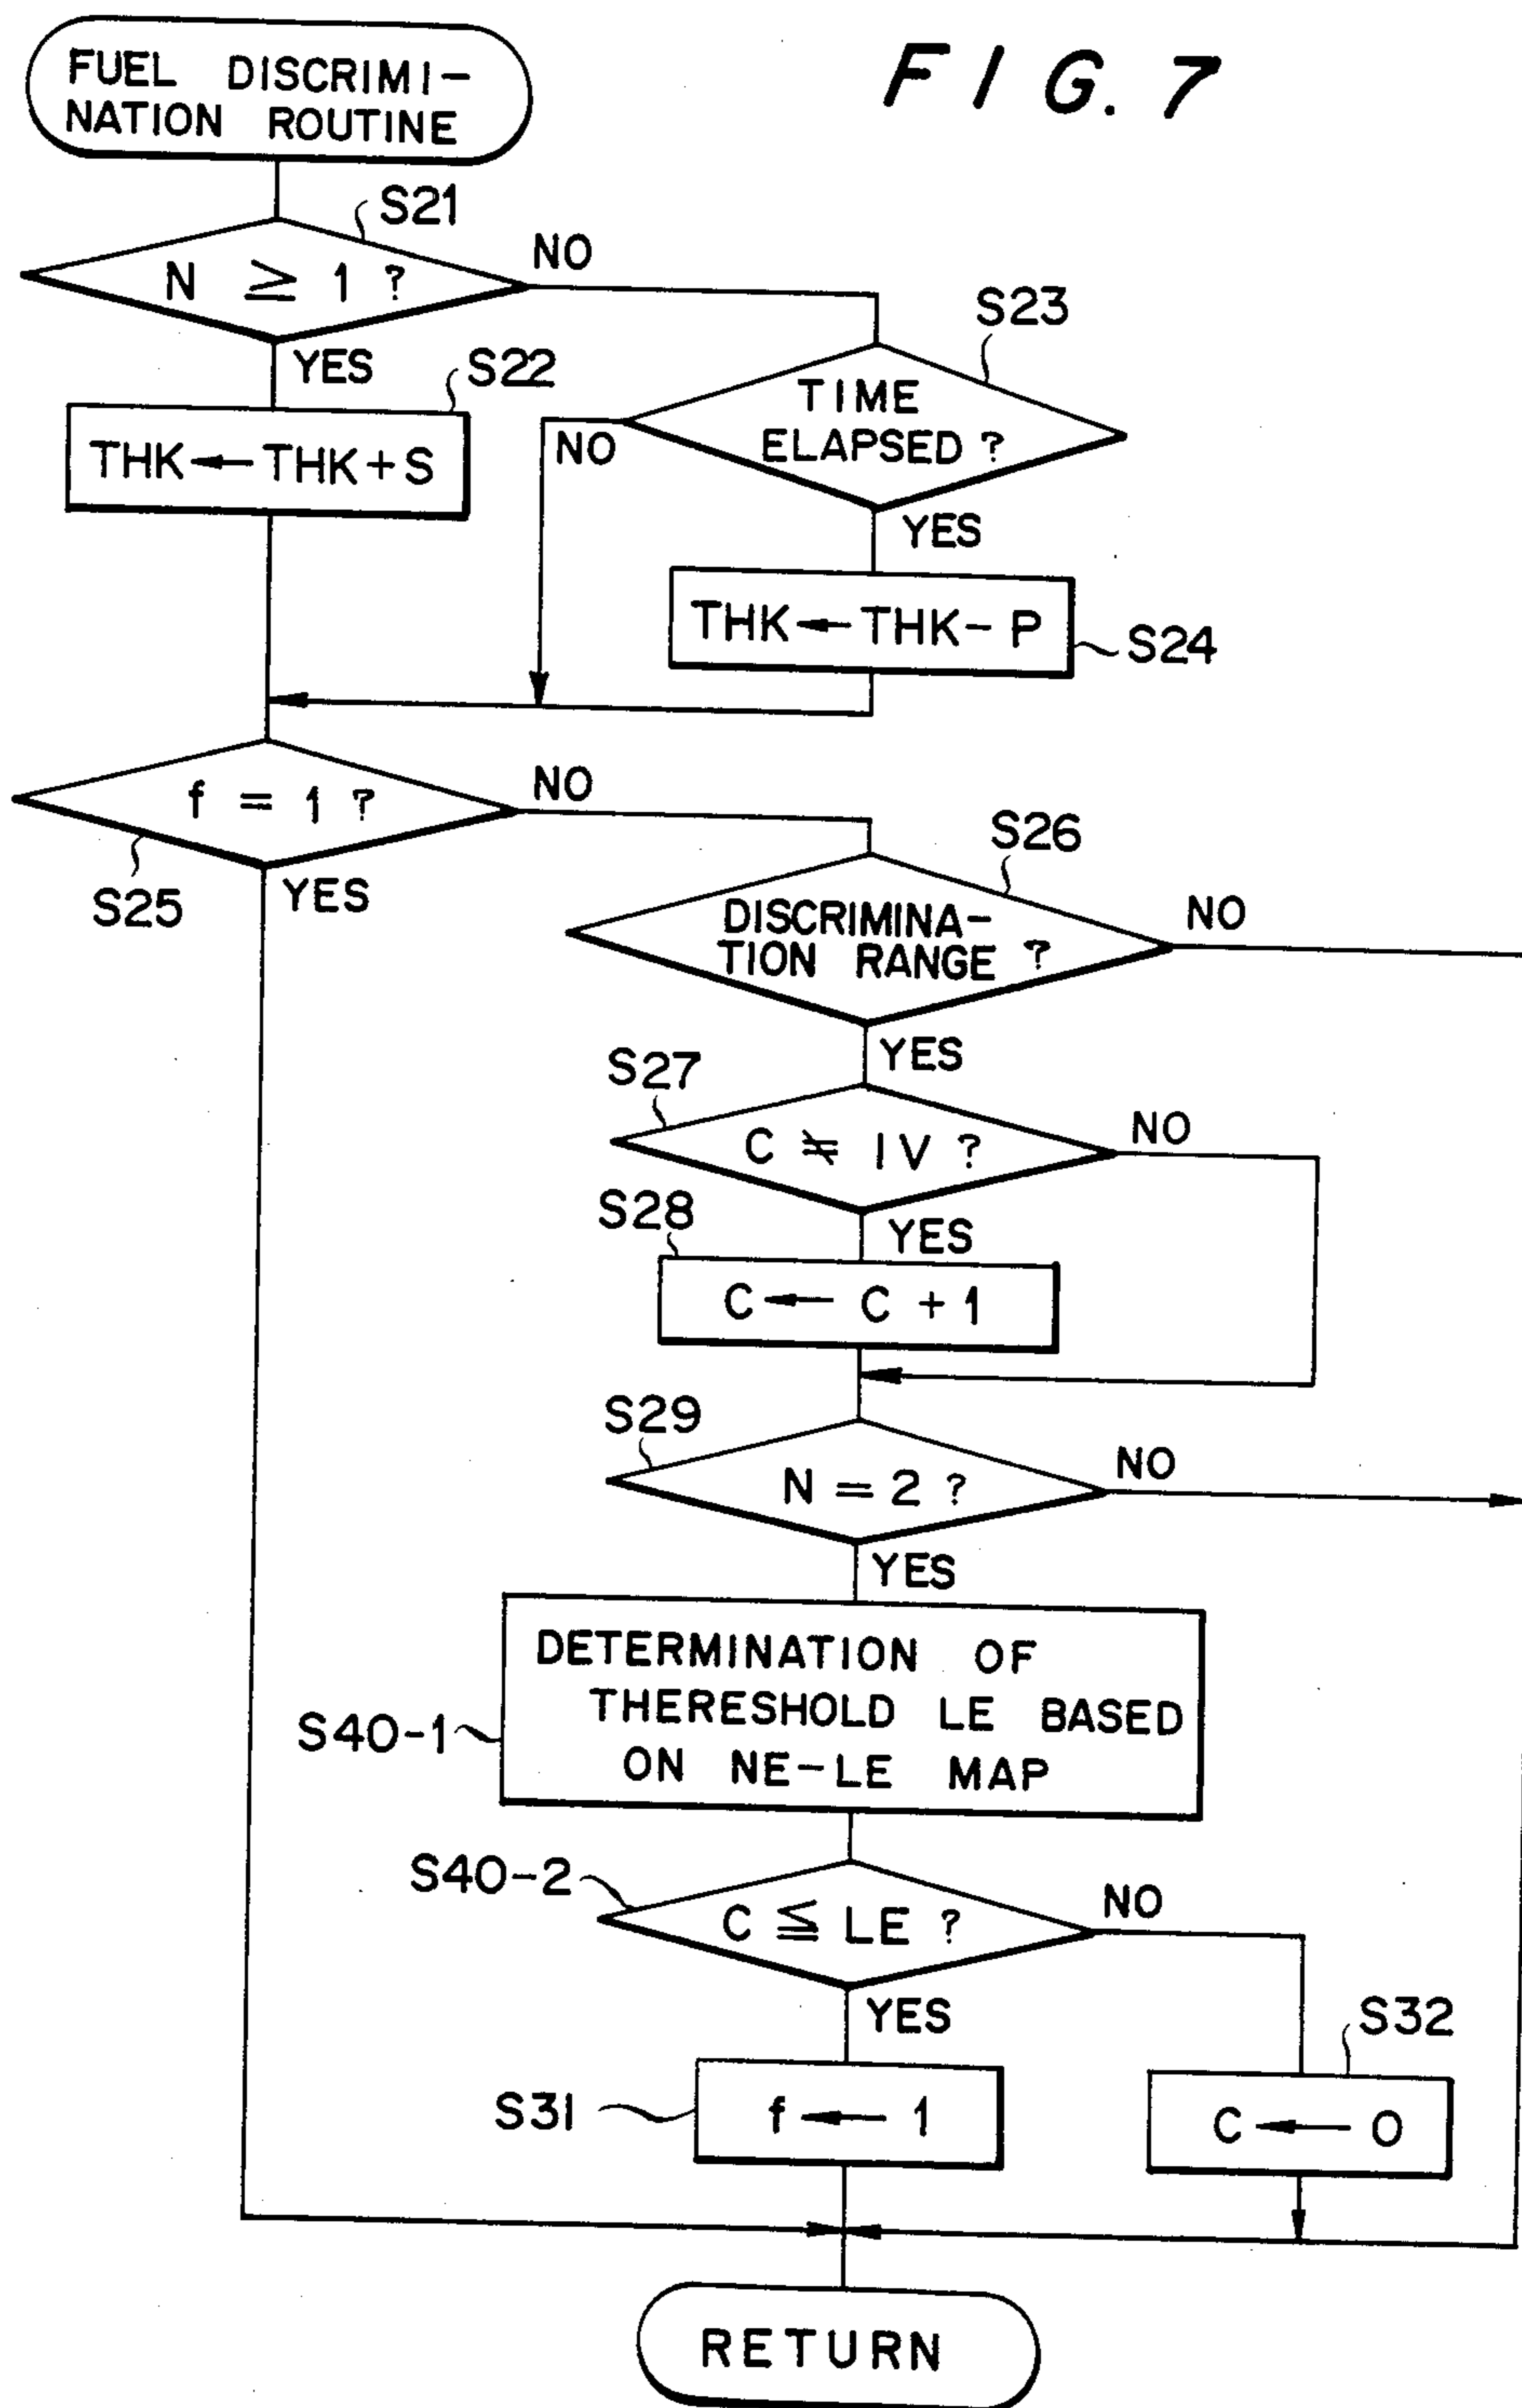 FIG. 7
FUEL DISCRIMI-
NATION ROUTINE
S21
N ≧ 1 ?
NO
YES
S22
THK ← THK + S
S23
TIME
ELAPSED ?
NO
YES
THK ← THK - P
S24
f = 1 ?
NO
S25
YES
S26
DISCRIMINA-
TION RANGE ?
NO
YES
S27
C ≠ IV ?
NO
S28
YES
C ← C + 1
S29
N = 2 ?
NO
YES
S40-1
DETERMINATION OF
THERESHOLD LE BASED
ON NE-LE MAP
S40-2
C ≦ LE ?
NO
YES
S31
f ← 1
S32
C ← 0
RETURN